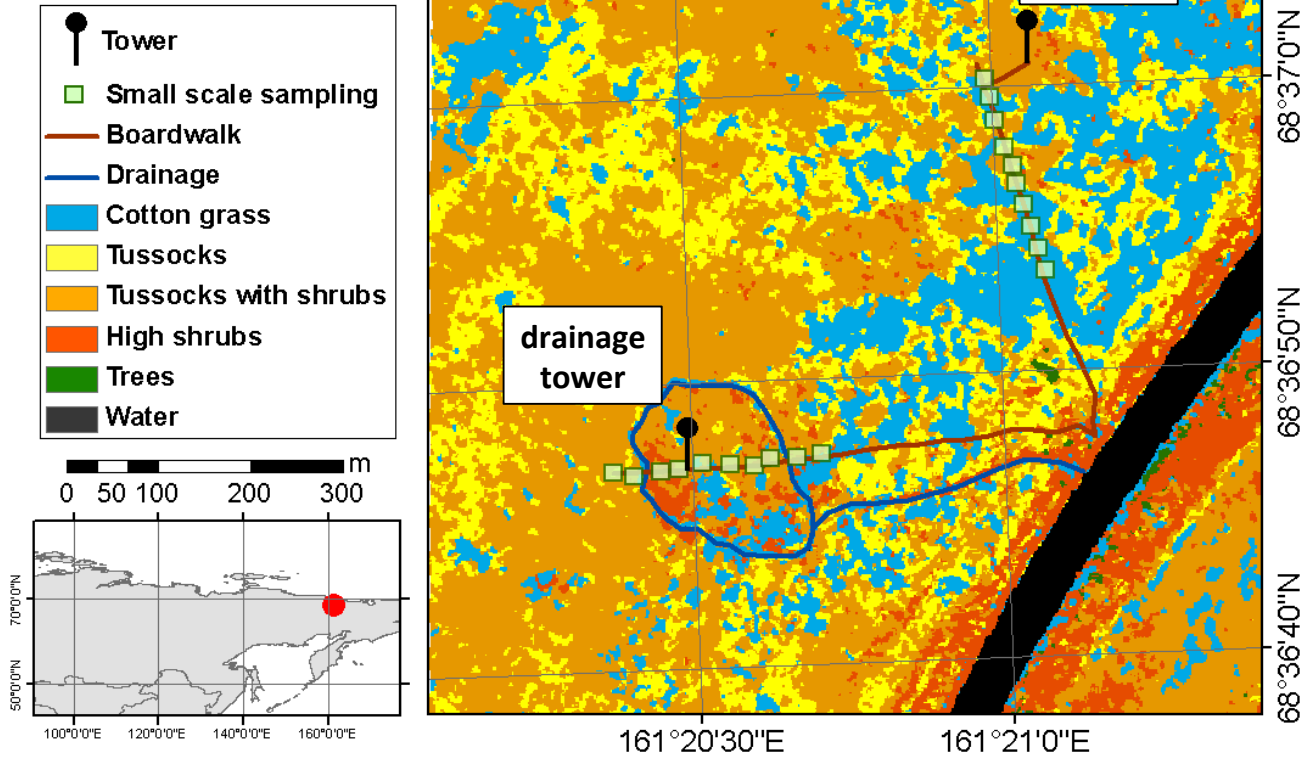 Tower
Small scale sampling
Boardwalk
Drainage
Cotton grass
Tussocks
Tussocks with shrubs
High shrubs
Trees
Water
m
0 50 100 200 300
70°0'0"N
50°0'0"N
100°0'0"E 120°0'0"E 140°0'0"E 160°0'0"E
drainage
tower
68°37'0"N
68°36'50"N
68°36'40"N
161°20'30"E 161°21'0"E